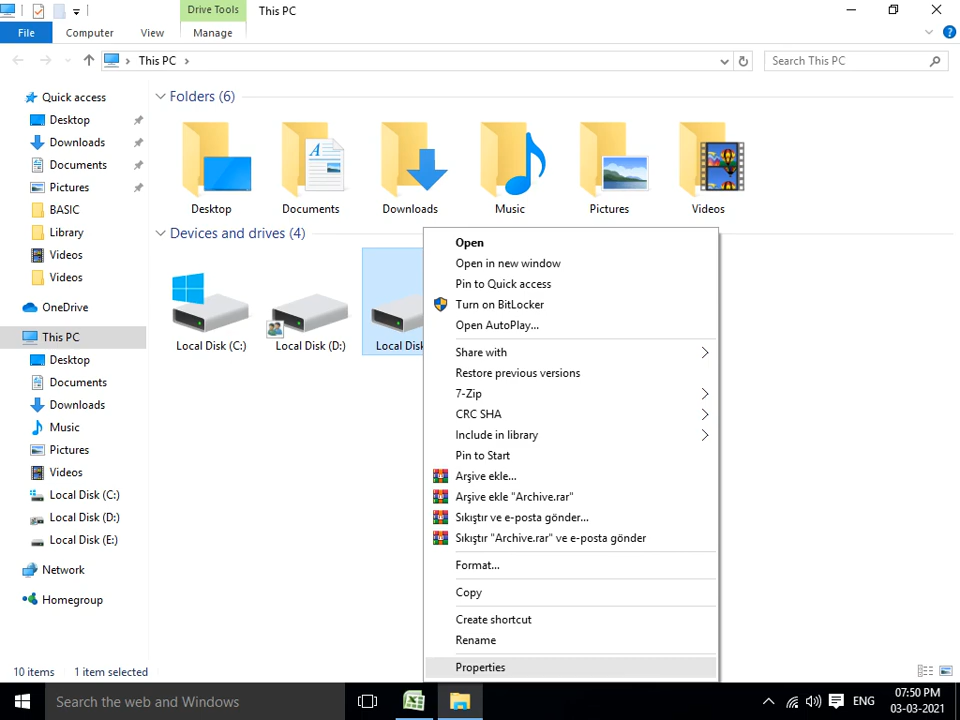 Drive Tools
This PC
File
Computer
View
Manage
This PC
Search This PC
Quick access
Desktop
Downloads
Documents
Pictures
BASIC
Library
Videos
Videos
OneDrive
This PC
Desktop
Documents
Downloads
Music
Pictures
Videos
Local Disk (C:)
Local Disk (D:)
Local Disk (E:)
Network
Homegroup
Folders (6)
Desktop
Documents
Downloads
Music
Pictures
Videos
Devices and drives (4)
Local Disk (C:)
Local Disk (D:)
Local Disk
Open
Open in new window
Pin to Quick access
Turn on BitLocker
Open AutoPlay...
Share with
Restore previous versions
7-Zip
CRC SHA
Include in library
Pin to Start
Arşive ekle...
Arşive ekle "Archive.rar"
Sıkıştır ve e-posta gönder...
Sıkıştır "Archive.rar" ve e-posta gönder
Format...
Copy
Create shortcut
Rename
Properties
10 items
1 item selected
Search the web and Windows
ENG
07:50 PM
03-03-2021